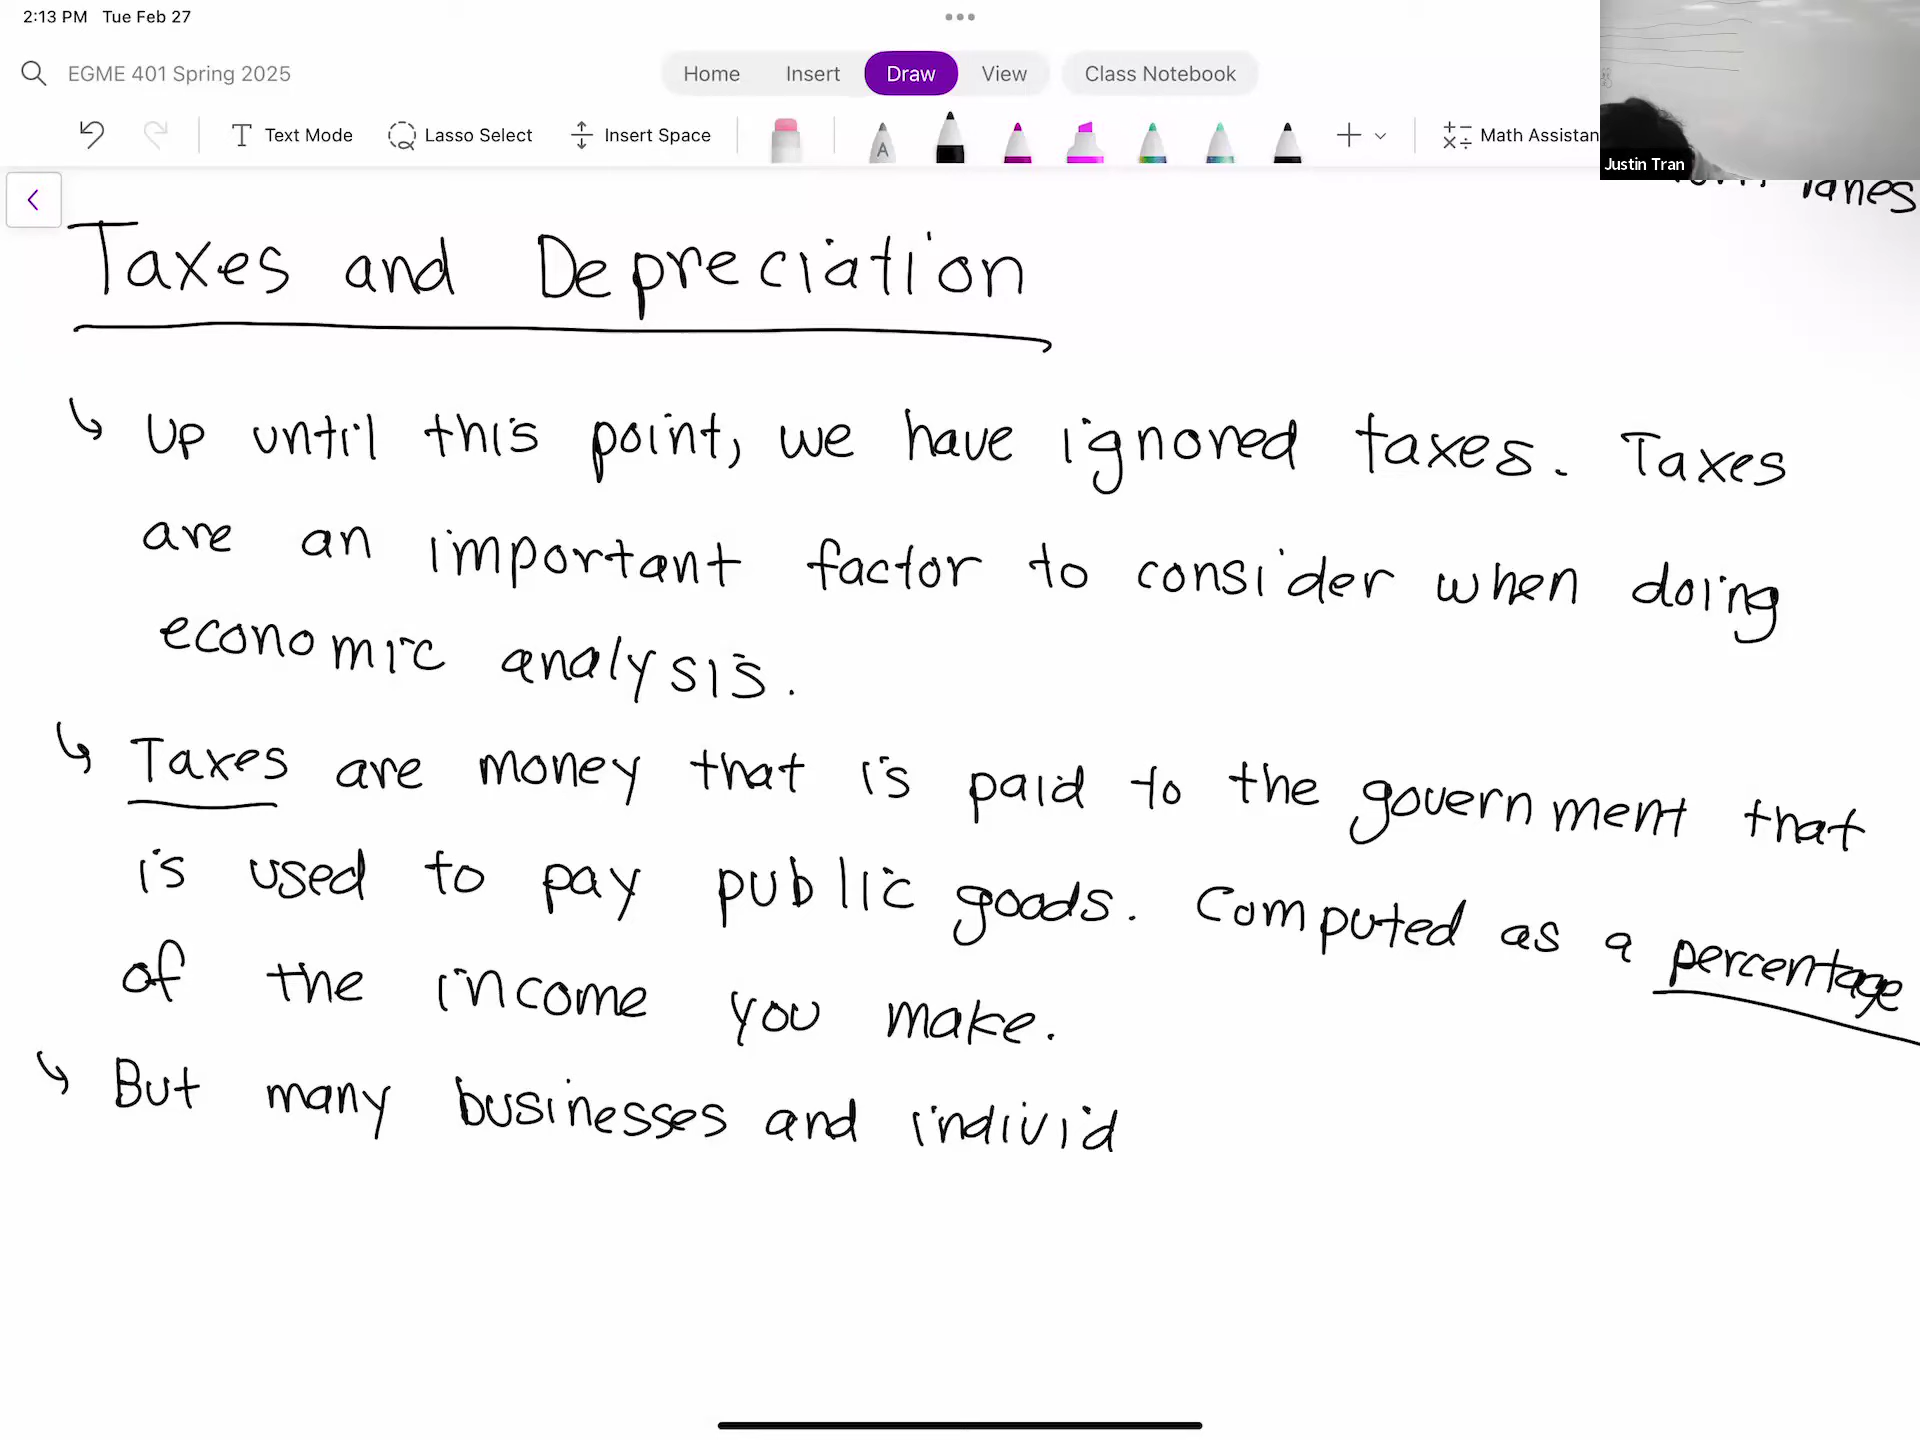 2:13 PM Tue Feb 27
EGME 401 Spring 2025
Home Insert Draw View Class Notebook
Text Mode Lasso Select Insert Space A Math Assistan
Justin Tran
Taxes and Depreciation
Up until this point, we have ignored taxes. Taxes
are an important factor to consider when doing
economic analysis.
Taxes are money that is paid to the government that
is used to pay public goods. Computed as a percentage
of the income you make.
But many businesses and individ